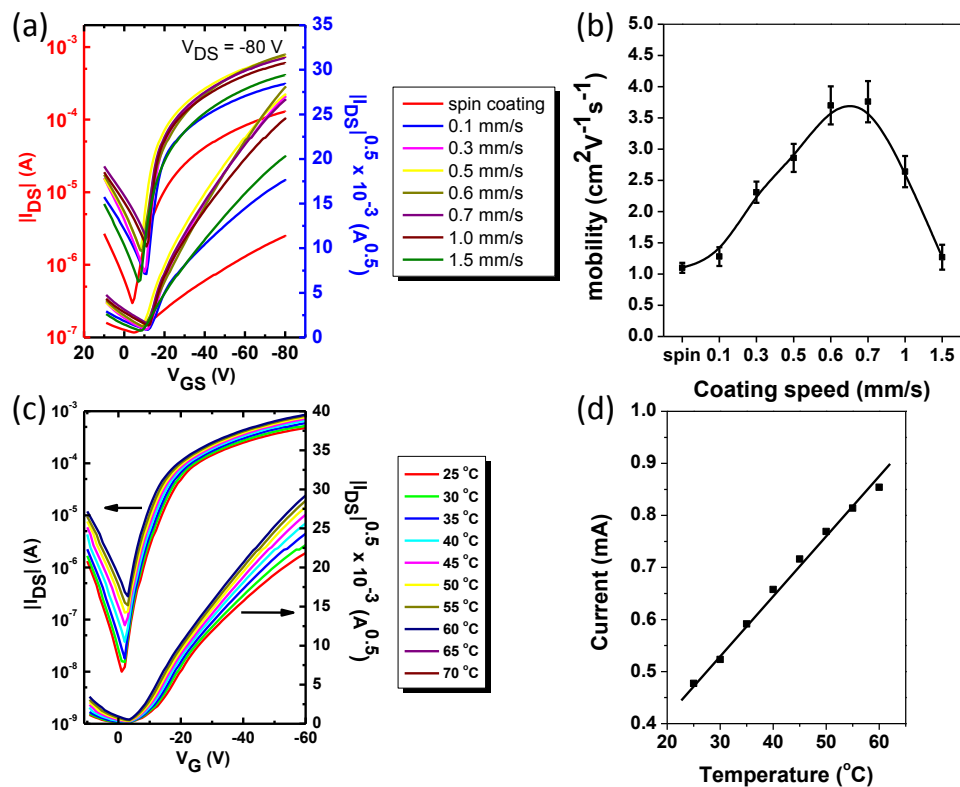 (a)
V_DS = -80 V
10^-3
10^-4
10^-5
10^-6
10^-7
|I_DS| (A)
35
30
25
20
15
10
5
0
|I_DS|^0.5 x 10^-3 (A^0.5)
20 0 -20 -40 -60 -80
V_GS (V)
spin coating
0.1 mm/s
0.3 mm/s
0.5 mm/s
0.6 mm/s
0.7 mm/s
1.0 mm/s
1.5 mm/s
(b)
5.0
4.5
4.0
3.5
3.0
2.5
2.0
1.5
1.0
0.5
0.0
mobility (cm^2V^-1s^-1)
spin 0.1 0.3 0.5 0.6 0.7 1 1.5
Coating speed (mm/s)
(c)
10^-3
10^-4
10^-5
10^-6
10^-7
10^-8
10^-9
|I_DS| (A)
40
35
30
25
20
15
10
5
0
|I_DS|^0.5 x 10^-3 (A^0.5)
0 -20 -40 -60
V_G (V)
25 °C
30 °C
35 °C
40 °C
45 °C
50 °C
55 °C
60 °C
65 °C
70 °C
(d)
1.0
0.9
0.8
0.7
0.6
0.5
0.4
Current (mA)
20 30 40 50 60
Temperature (°C)